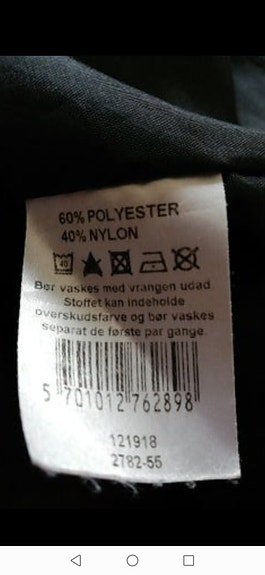 60% POLYESTER
40% NYLON
40
Bør vaskes med vrangen udad.
Stoffet kan indeholde
overskudsfarve og bør vaskes
separat de første par gange.
5 701012 762898
121918
2782-55